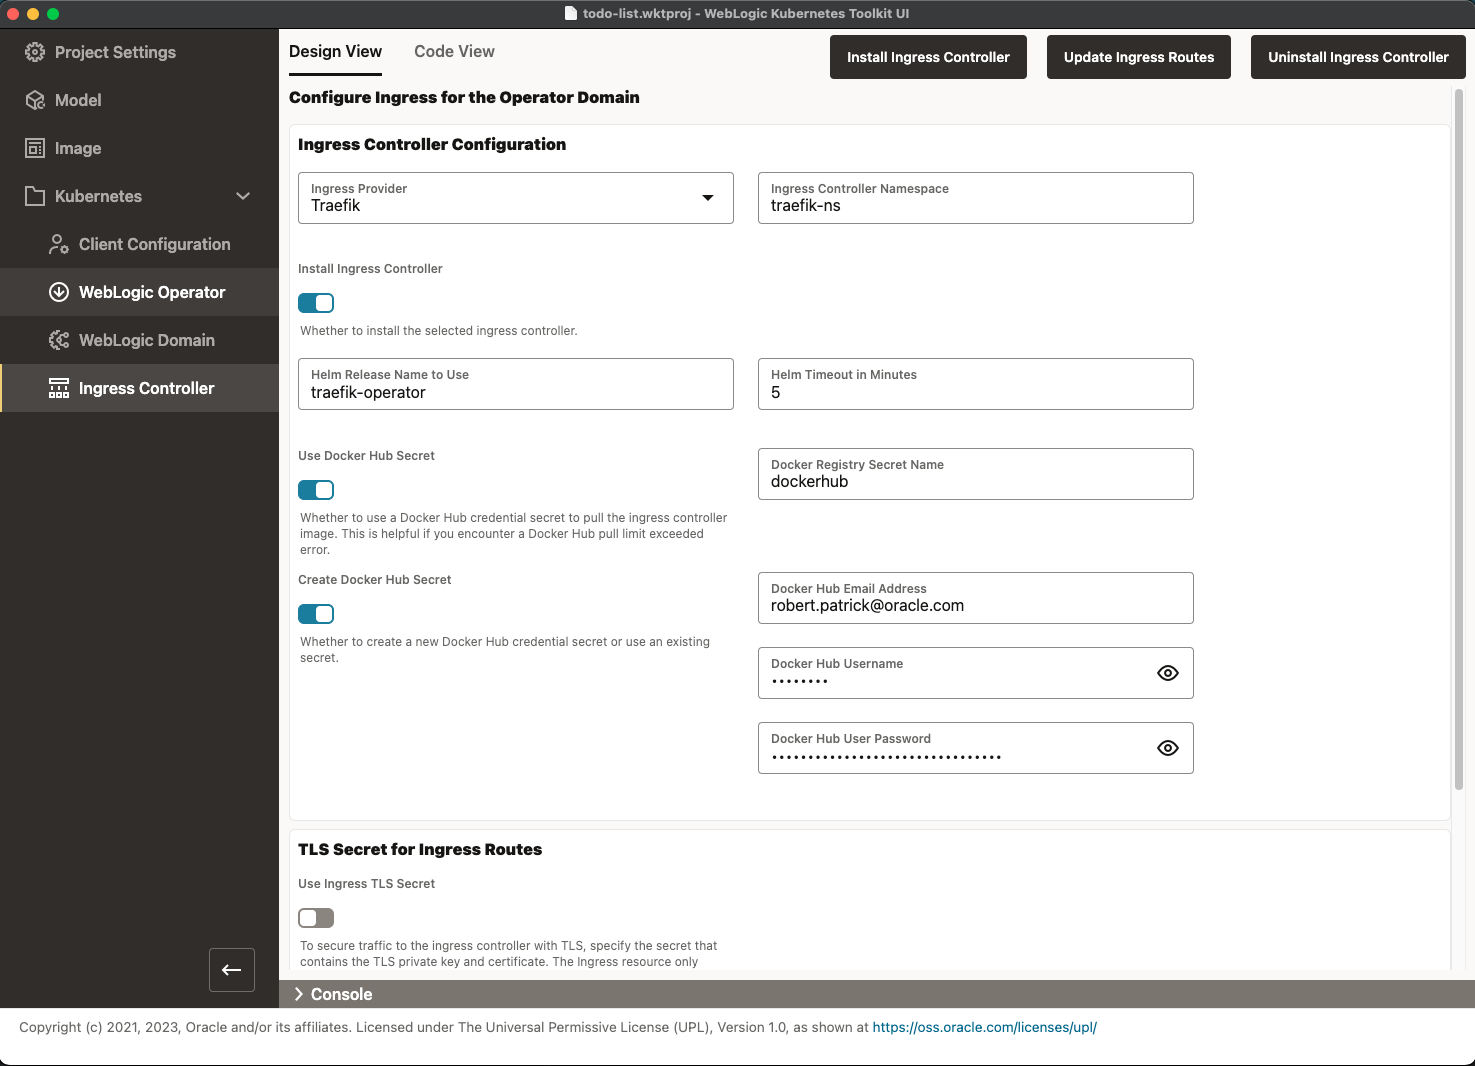 todo-list.wktproj - WebLogic Kubernetes Toolkit UI
Project Settings
Model
Image
Kubernetes
Client Configuration
WebLogic Operator
WebLogic Domain
Ingress Controller
Design View
Code View
Install Ingress Controller
Update Ingress Routes
Uninstall Ingress Controller
Configure Ingress for the Operator Domain
Ingress Controller Configuration
Ingress Provider
Traefik
Ingress Controller Namespace
traefik-ns
Install Ingress Controller
Whether to install the selected ingress controller.
Helm Release Name to Use
traefik-operator
Helm Timeout in Minutes
5
Use Docker Hub Secret
Whether to use a Docker Hub credential secret to pull the ingress controller
image. This is helpful if you encounter a Docker Hub pull limit exceeded
error.
Docker Registry Secret Name
dockerhub
Create Docker Hub Secret
Whether to create a new Docker Hub credential secret or use an existing
secret.
Docker Hub Email Address
robert.patrick@oracle.com
Docker Hub Username
••••••••
Docker Hub User Password
••••••••••••••••••••••••••••••••
TLS Secret for Ingress Routes
Use Ingress TLS Secret
To secure traffic to the ingress controller with TLS, specify the secret that
contains the TLS private key and certificate. The Ingress resource only
Console
Copyright (c) 2021, 2023, Oracle and/or its affiliates. Licensed under The Universal Permissive License (UPL), Version 1.0, as shown at https://oss.oracle.com/licenses/upl/